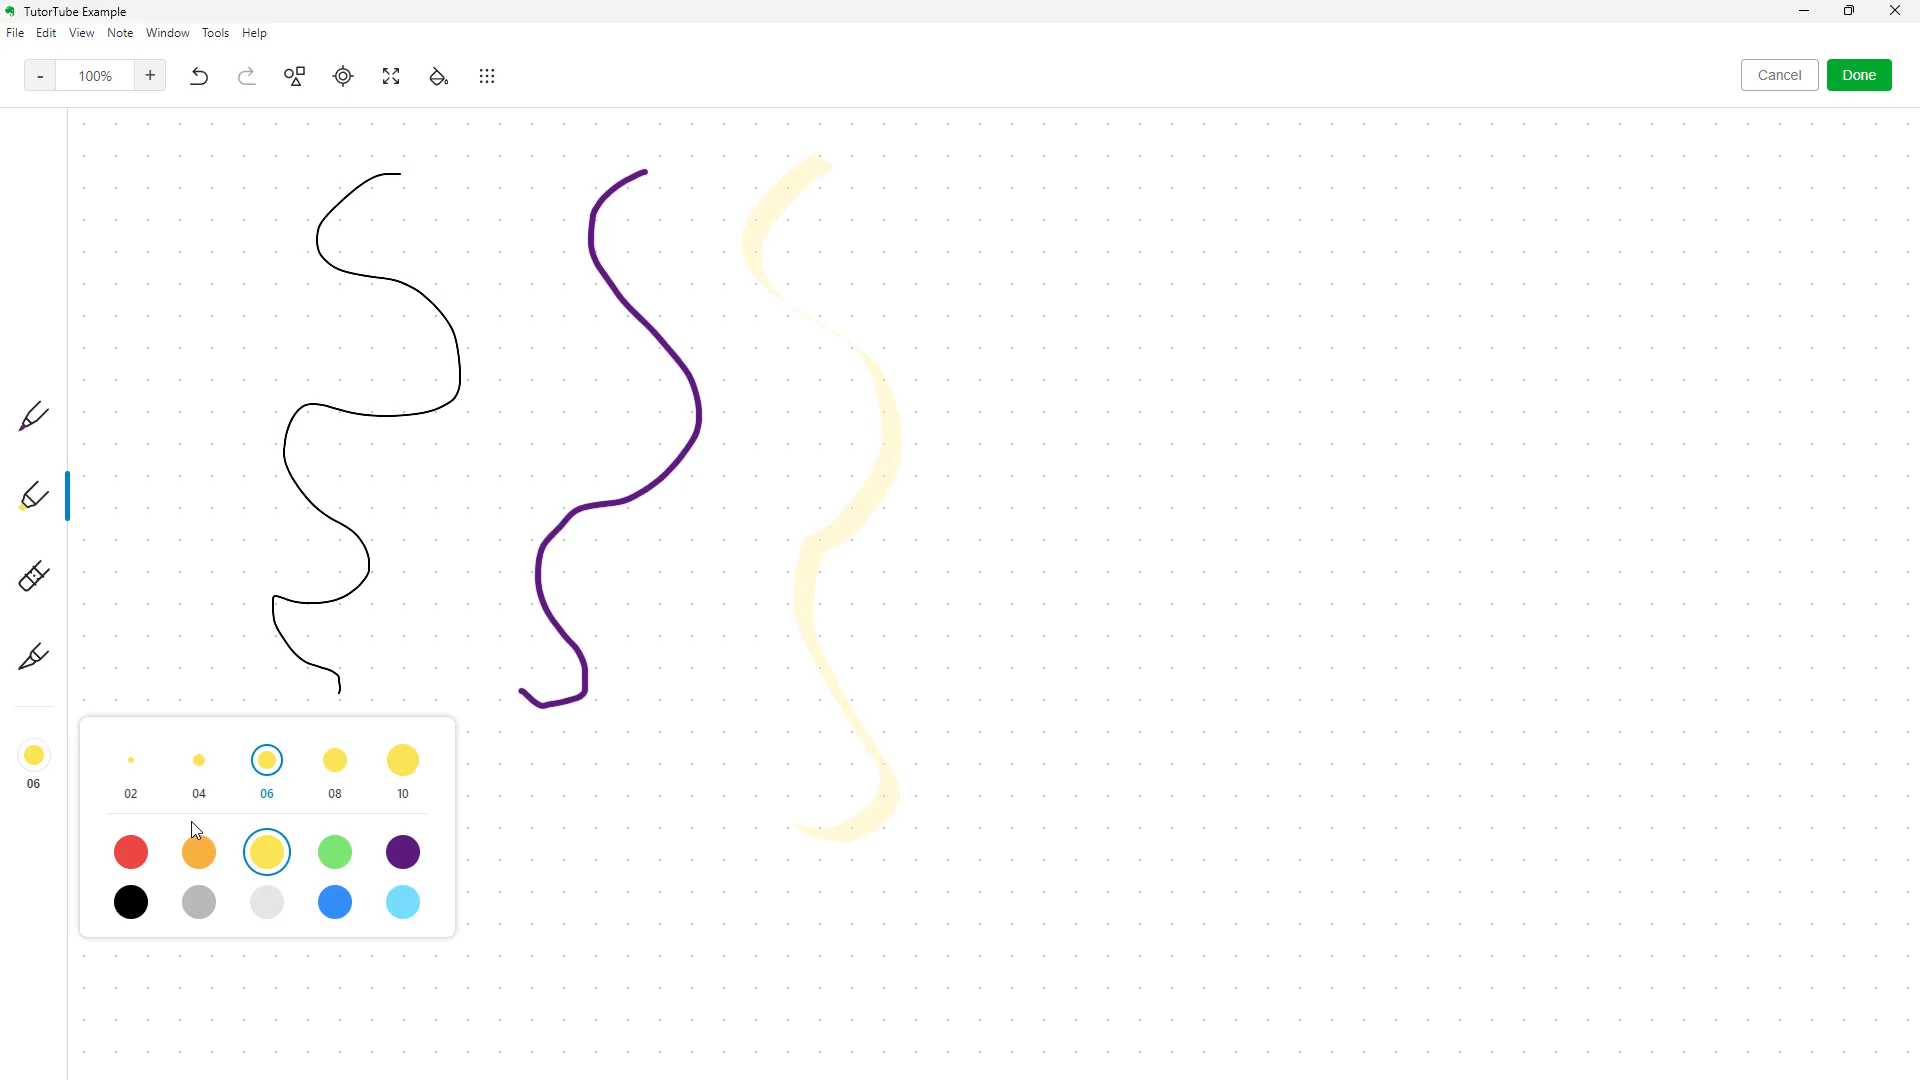 TutorTube Example
File Edit View Note Window Tools Help
- 100% + Cancel Done
06
02 04 06 08 10